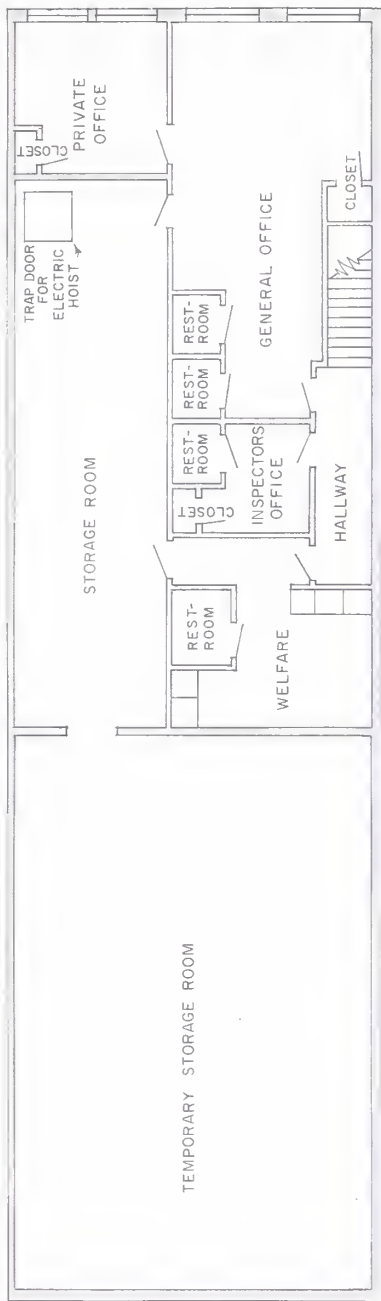 TEMPORARY STORAGE ROOM
STORAGE ROOM
TRAP DOOR
FOR
ELECTRIC
HOIST
CLOSET
PRIVATE
OFFICE
REST-
ROOM
WELFARE
CLOSET
REST-
ROOM
REST-
ROOM
REST-
ROOM
INSPECTORS
OFFICE
GENERAL OFFICE
HALLWAY
CLOSET